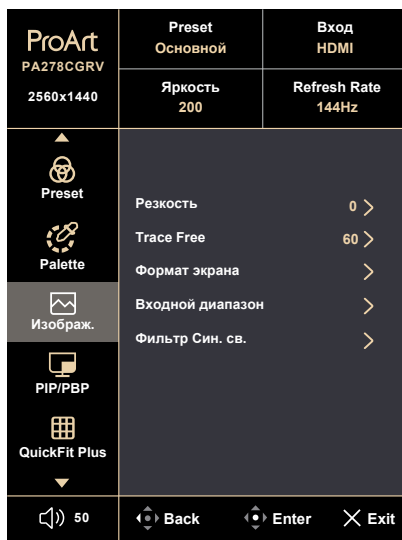 ProArt
PA278CGRV
2560x1440
Preset
Основной
Вход
HDMI
Яркость
200
Refresh Rate
144Hz
Preset
Palette
Изображ.
PIP/PBP
QuickFit Plus
Резкость 0
Trace Free 60
Формат экрана
Входной диапазон
Фильтр Син. св.
50 Back Enter Exit